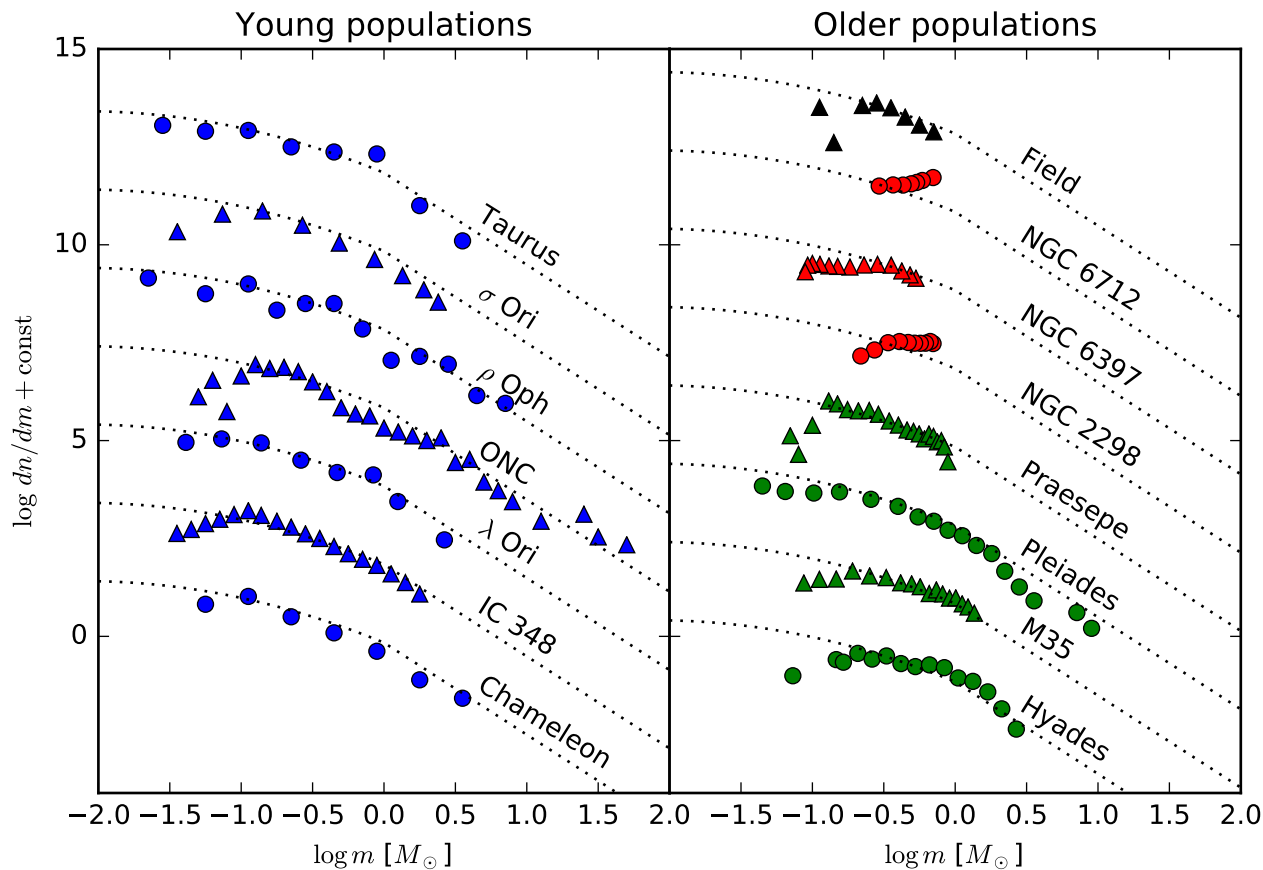 Young populations Older populations
15
10
5
0
log dn/dm + const
Taurus
σ Ori
ρ Oph
ONC
λ Ori
IC 348
Chameleon
Field
NGC 6712
NGC 6397
NGC 2298
Praesepe
Pleiades
M35
Hyades
−2.0 −1.5 −1.0 −0.5 0.0 0.5 1.0 1.5 2.0 −1.5 −1.0 −0.5 0.0 0.5 1.0 1.5 2.0
log m [M⊙] log m [M⊙]